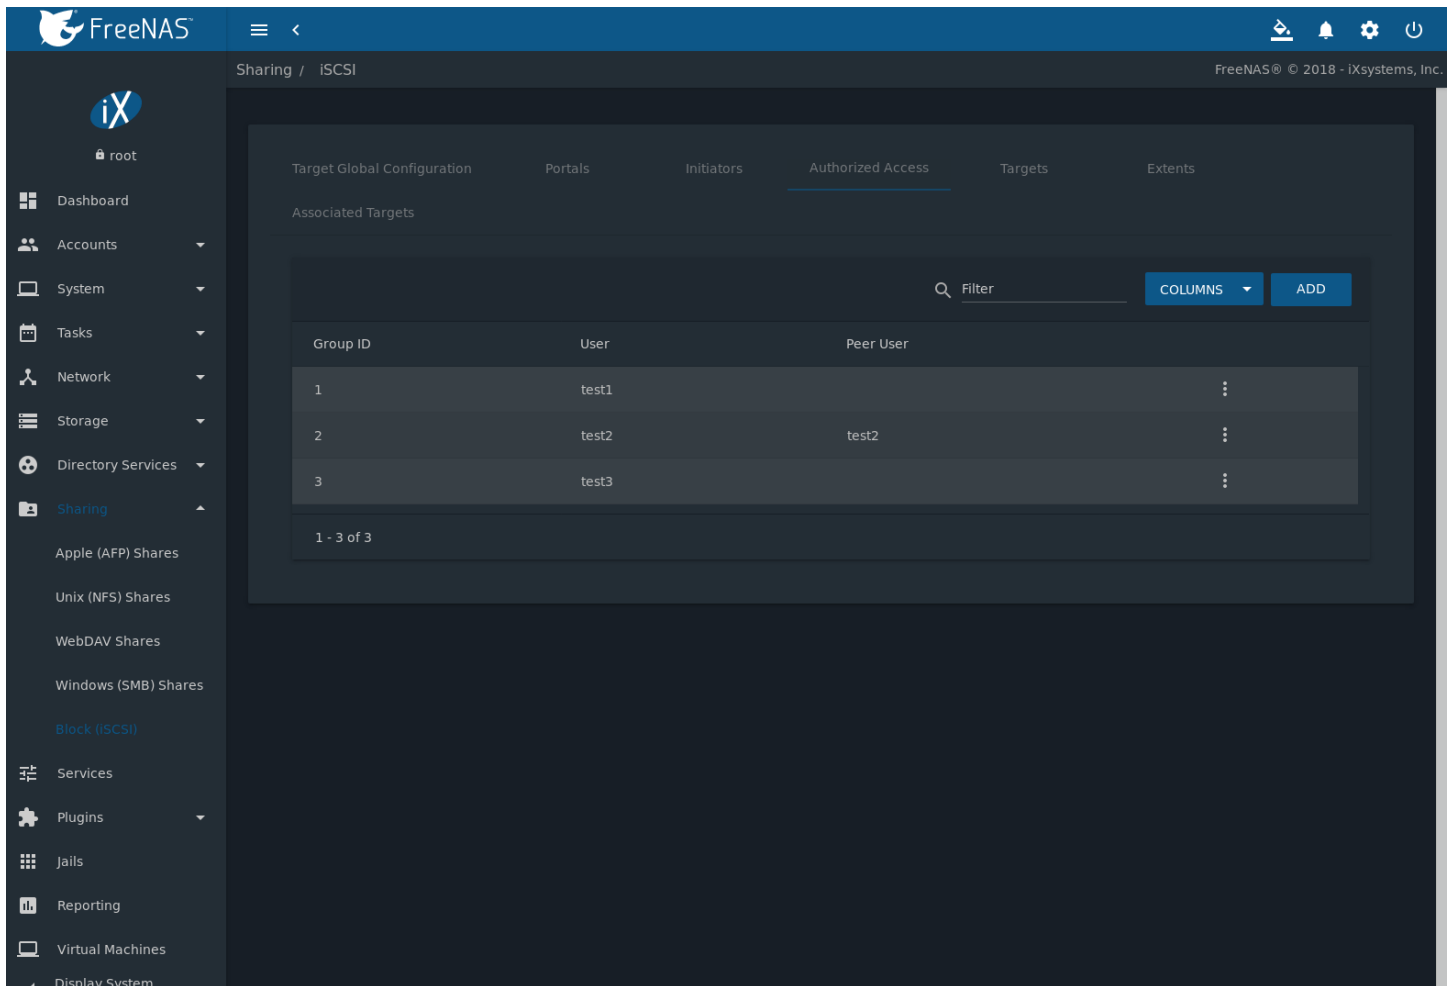 FreeNAS™
Sharing / iSCSI
FreeNAS® © 2018 - iXsystems, Inc.
iX
root
Dashboard
Accounts
System
Tasks
Network
Storage
Directory Services
Sharing
Apple (AFP) Shares
Unix (NFS) Shares
WebDAV Shares
Windows (SMB) Shares
Block (iSCSI)
Services
Plugins
Jails
Reporting
Virtual Machines
Display System
Target Global Configuration Portals Initiators Authorized Access Targets Extents
Associated Targets
Filter COLUMNS ADD
Group ID User Peer User
1 test1
2 test2 test2
3 test3
1 - 3 of 3